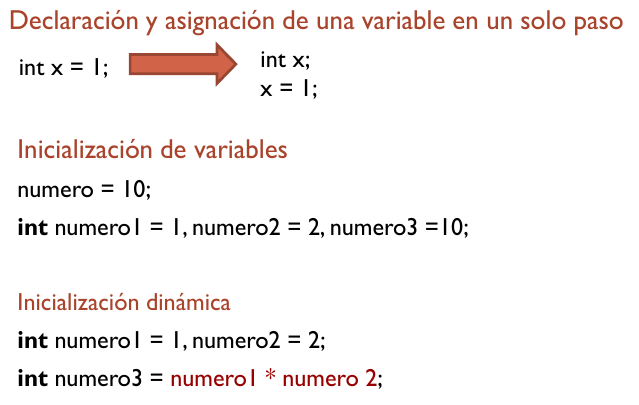 Declaración y asignación de una variable en un solo paso
int x = 1;
int x;
x = 1;
Inicialización de variables
numero = 10;
int numero1 = 1, numero2 = 2, numero3 =10;
Inicialización dinámica
int numero1 = 1, numero2 = 2;
int numero3 = numero1 * numero 2;